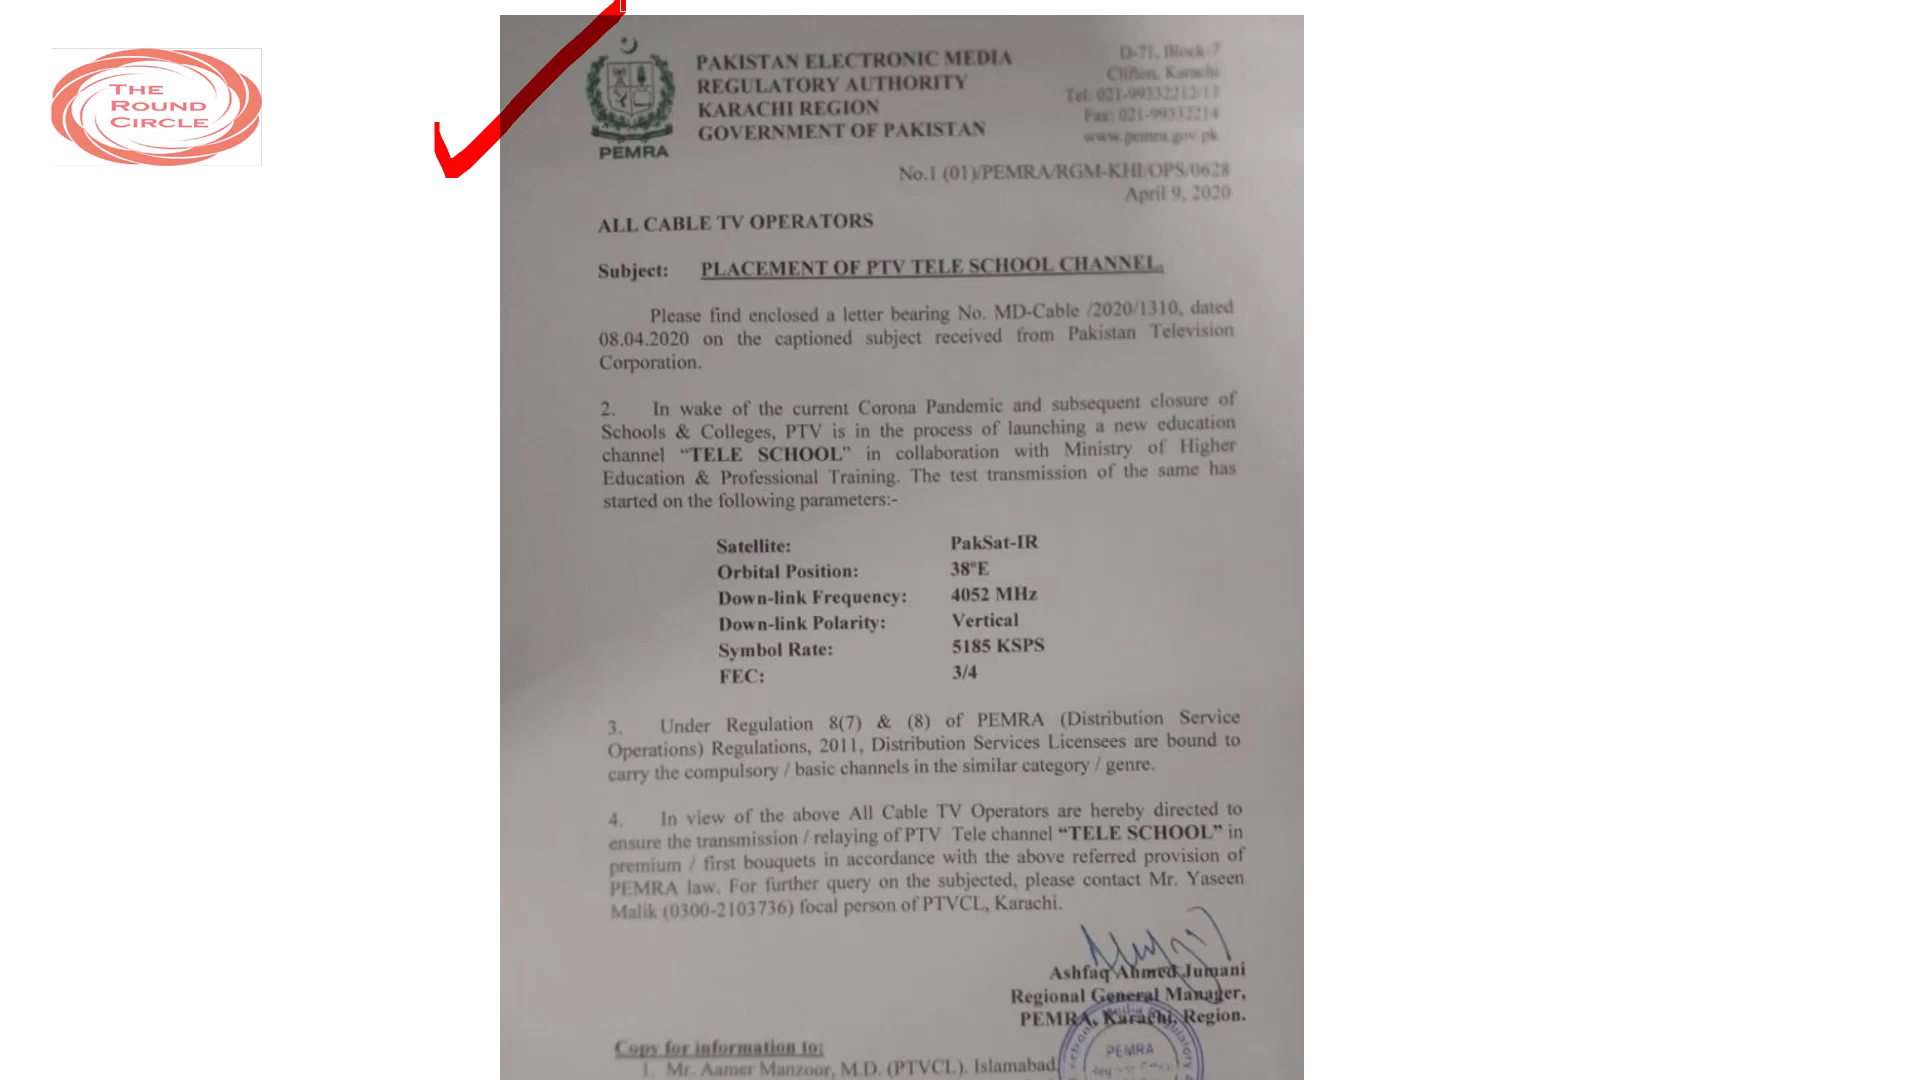 THE
ROUND
CIRCLE
PAKISTAN ELECTRONIC MEDIA
REGULATORY AUTHORITY
KARACHI REGION
GOVERNMENT OF PAKISTAN
PEMRA
D-71, Block-7
Clifton, Karachi
Tel: 021-99332212/13
Fax: 021-99332214
www.pemra.gov.pk
No.1 (01)/PEMRA/RGM-KHI/OPS/0628
April 9, 2020
ALL CABLE TV OPERATORS
Subject: PLACEMENT OF PTV TELE SCHOOL CHANNEL.
Please find enclosed a letter bearing No. MD-Cable /2020/1310, dated
08.04.2020 on the captioned subject received from Pakistan Television
Corporation.
2. In wake of the current Corona Pandemic and subsequent closure of
Schools & Colleges, PTV is in the process of launching a new education
channel “TELE SCHOOL” in collaboration with Ministry of Higher
Education & Professional Training. The test transmission of the same has
started on the following parameters:-
Satellite: PakSat-IR
Orbital Position: 38ºE
Down-link Frequency: 4052 MHz
Down-link Polarity: Vertical
Symbol Rate: 5185 KSPS
FEC: 3/4
3. Under Regulation 8(7) & (8) of PEMRA (Distribution Service
Operations) Regulations, 2011, Distribution Services Licensees are bound to
carry the compulsory / basic channels in the similar category / genre.
4. In view of the above All Cable TV Operators are hereby directed to
ensure the transmission / relaying of PTV Tele channel “TELE SCHOOL” in
premium / first bouquets in accordance with the above referred provision of
PEMRA law. For further query on the subjected, please contact Mr. Yaseen
Malik (0300-2103736) focal person of PTVCL, Karachi.
Ashfaq Ahmed Jumani
Regional General Manager,
PEMRA, Karachi, Region.
Copy for information to:
1. Mr. Aamer Manzoor, M.D. (PTVCL). Islamabad.
PEMRA